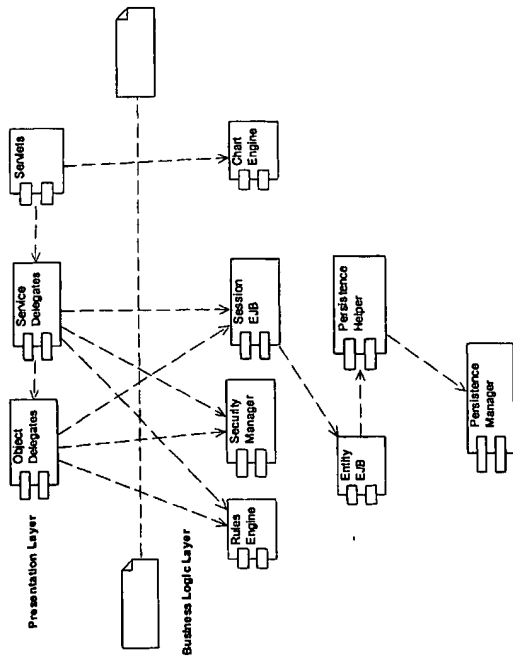 Presentation Layer
Object
Delegates
Service
Delegates
Servlets
Business Logic Layer
Rules
Engine
Security
Manager
Session
EJB
Chart
Engine
Entity
EJB
Persistence
Helper
Persistence
Manager